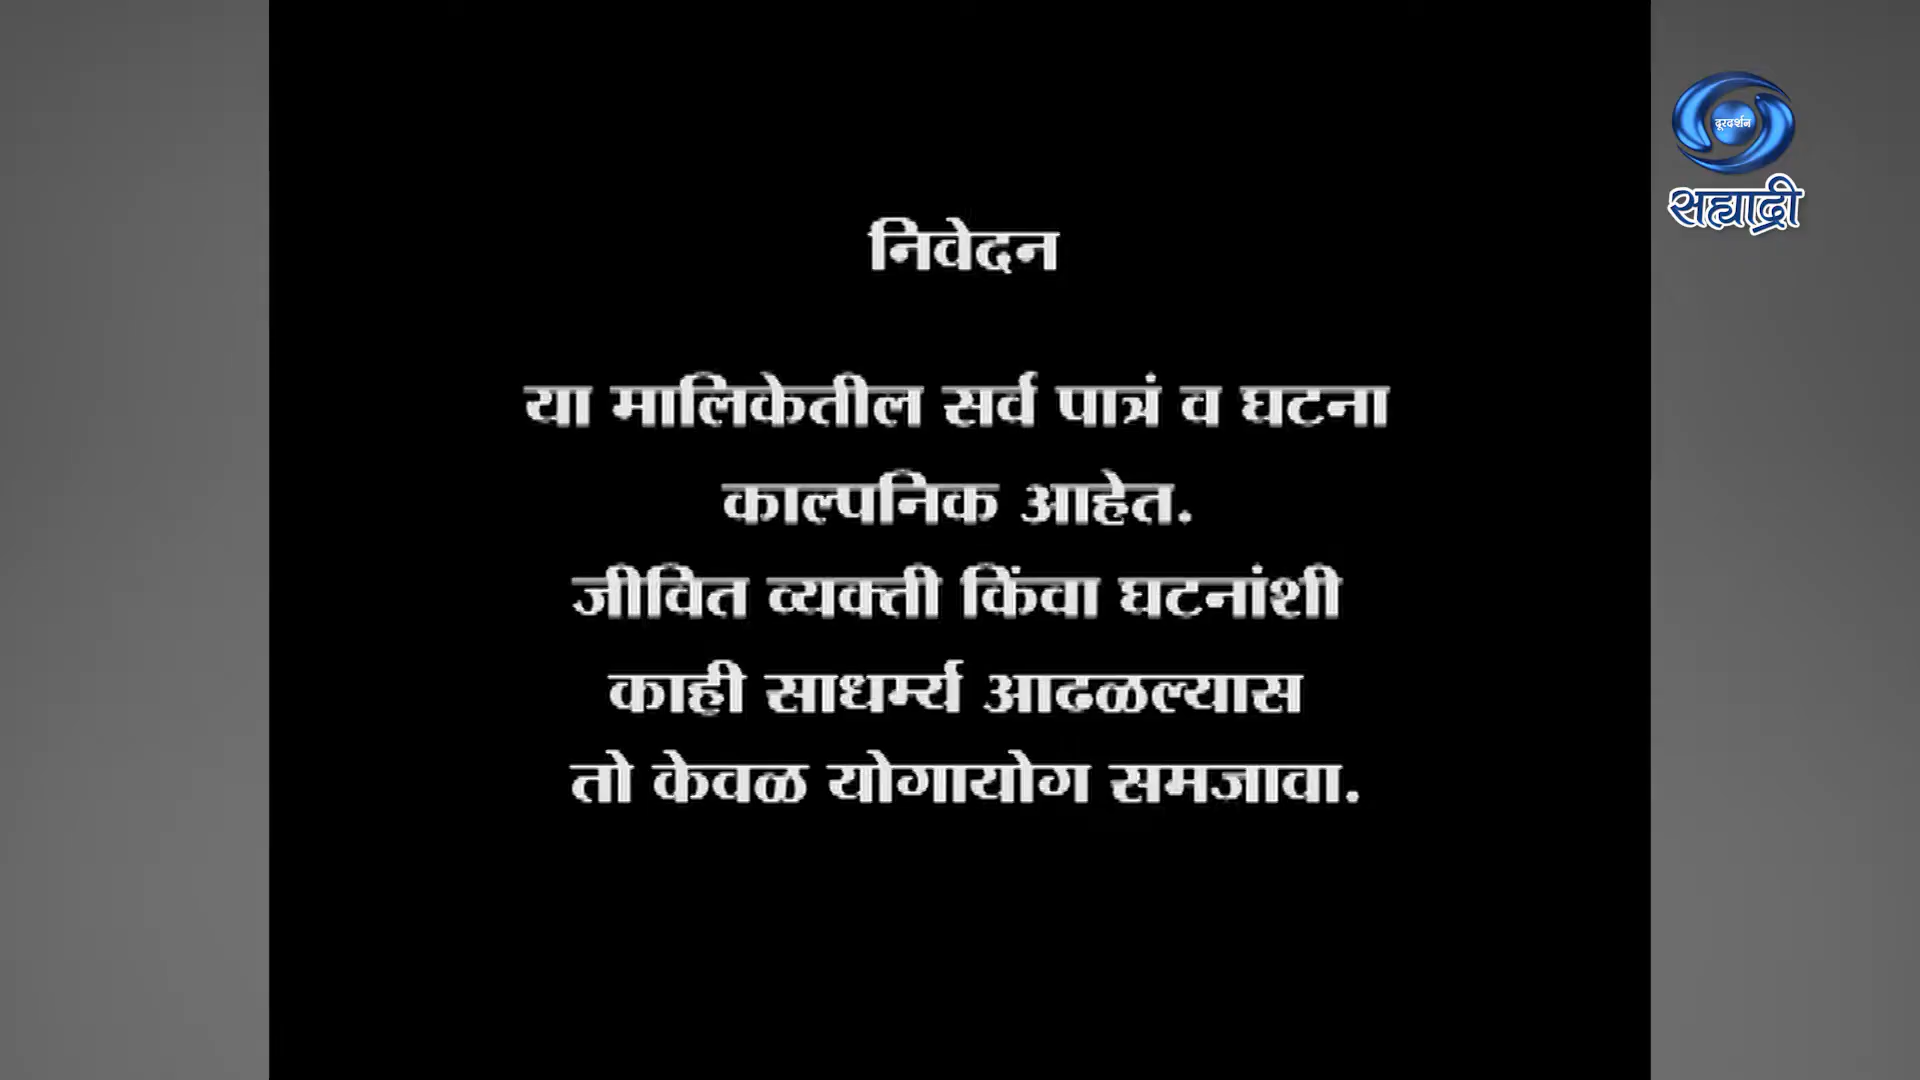 दूरदर्शन
सह्याद्री
निवेदन
या मालिकेतील सर्व पात्रं व घटना
काल्पनिक आहेत.
जीवित व्यक्ती किंवा घटनांशी
काही साधर्म्य आढळल्यास
तो केवळ योगायोग समजावा.